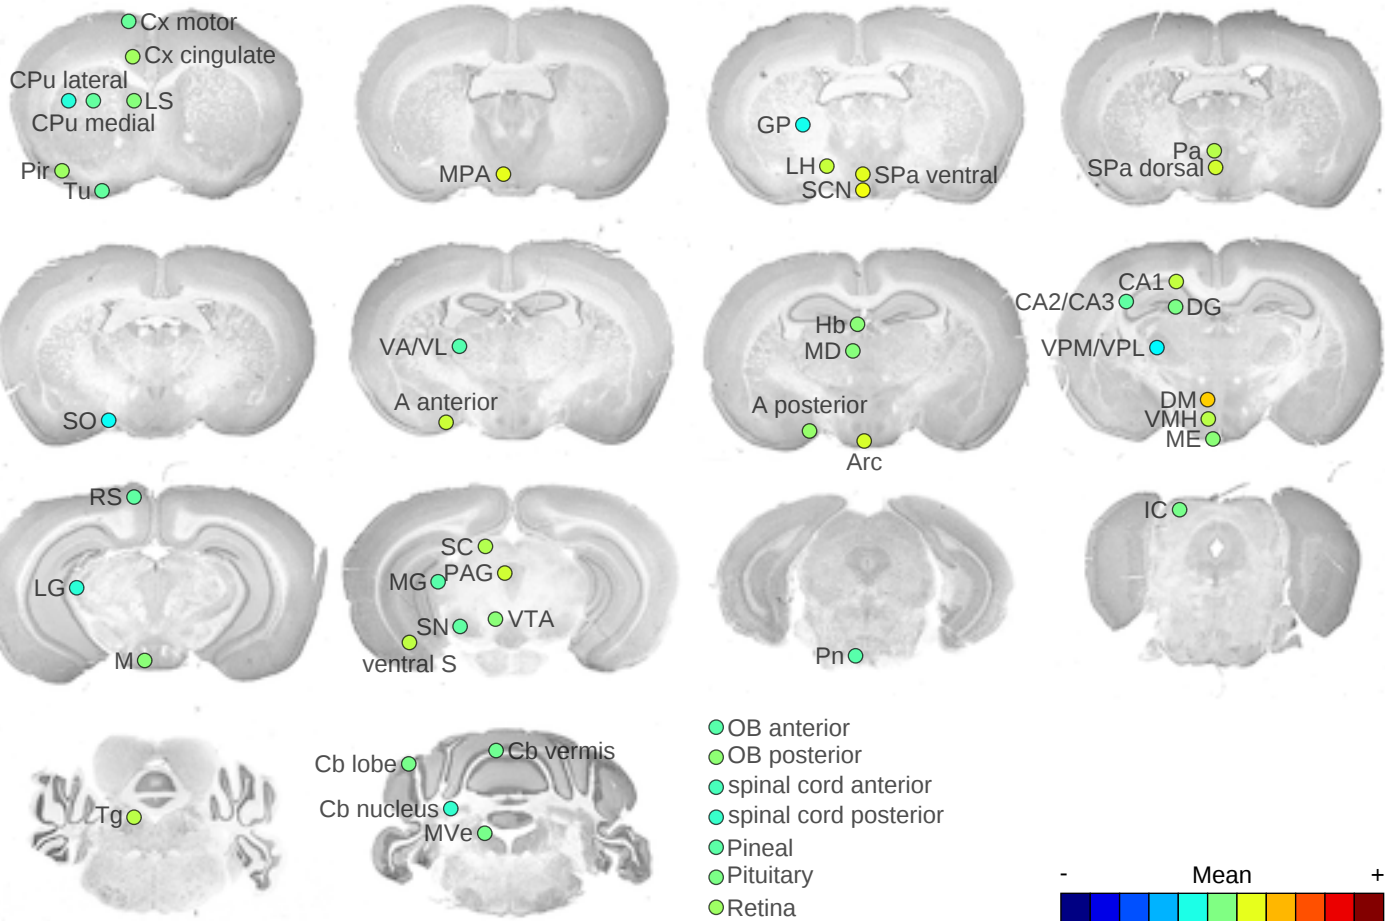 Cx motor
Cx cingulate
CPu lateral
LS
CPu medial
Pir
Tu
MPA
GP
LH
SPa ventral
SCN
Pa
SPa dorsal
SO
VA/VL
A anterior
Hb
MD
A posterior
Arc
CA1
CA2/CA3
DG
VPM/VPL
DM
VMH
ME
RS
LG
M
SC
MG
PAG
SN
VTA
ventral S
Pn
IC
Tg
Cb lobe
Cb vermis
Cb nucleus
MVe
OB anterior
OB posterior
spinal cord anterior
spinal cord posterior
Pineal
Pituitary
Retina
- Mean +